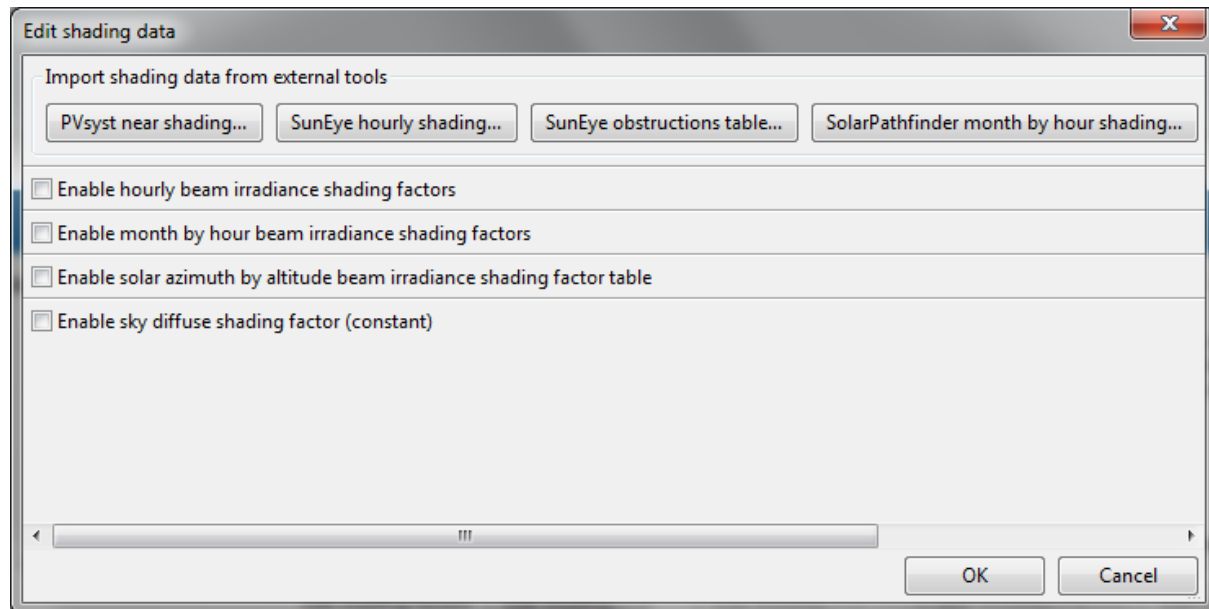 Edit shading data
Import shading data from external tools
PVsyst near shading... SunEye hourly shading... SunEye obstructions table... SolarPathfinder month by hour shading...
Enable hourly beam irradiance shading factors
Enable month by hour beam irradiance shading factors
Enable solar azimuth by altitude beam irradiance shading factor table
Enable sky diffuse shading factor (constant)
OK Cancel